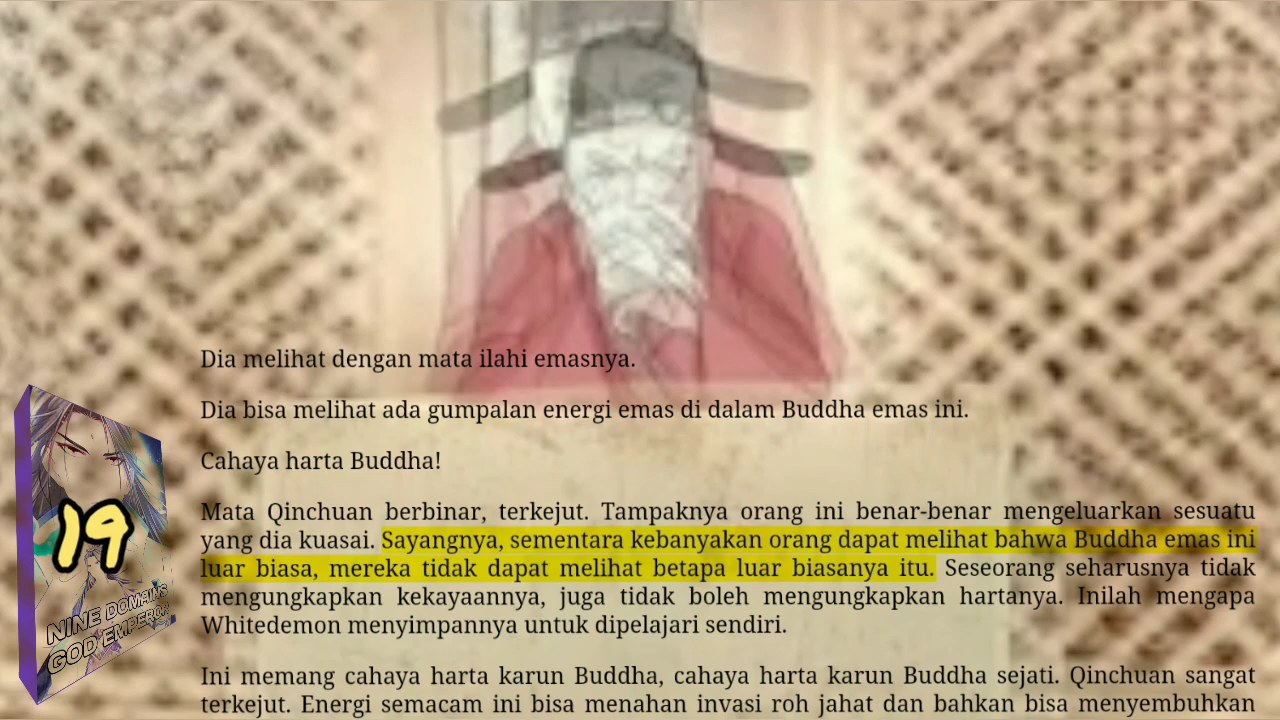 Dia melihat dengan mata ilahi emasnya.
Dia bisa melihat ada gumpalan energi emas di dalam Buddha emas ini.
Cahaya harta Buddha!
Mata Qinchuan berbinar, terkejut. Tampaknya orang ini benar-benar mengeluarkan sesuatu
yang dia kuasai. Sayangnya, sementara kebanyakan orang dapat melihat bahwa Buddha emas ini
luar biasa, mereka tidak dapat melihat betapa luar biasanya itu. Seseorang seharusnya tidak
mengungkapkan kekayaannya, juga tidak boleh mengungkapkan hartanya. Inilah mengapa
Whitedemon menyimpannya untuk dipelajari sendiri.
Ini memang cahaya harta karun Buddha, cahaya harta karun Buddha sejati. Qinchuan sangat
terkejut. Energi semacam ini bisa menahan invasi roh jahat dan bahkan bisa menyembuhkan
19
NINE DOMAINS
GOD EMPEROR